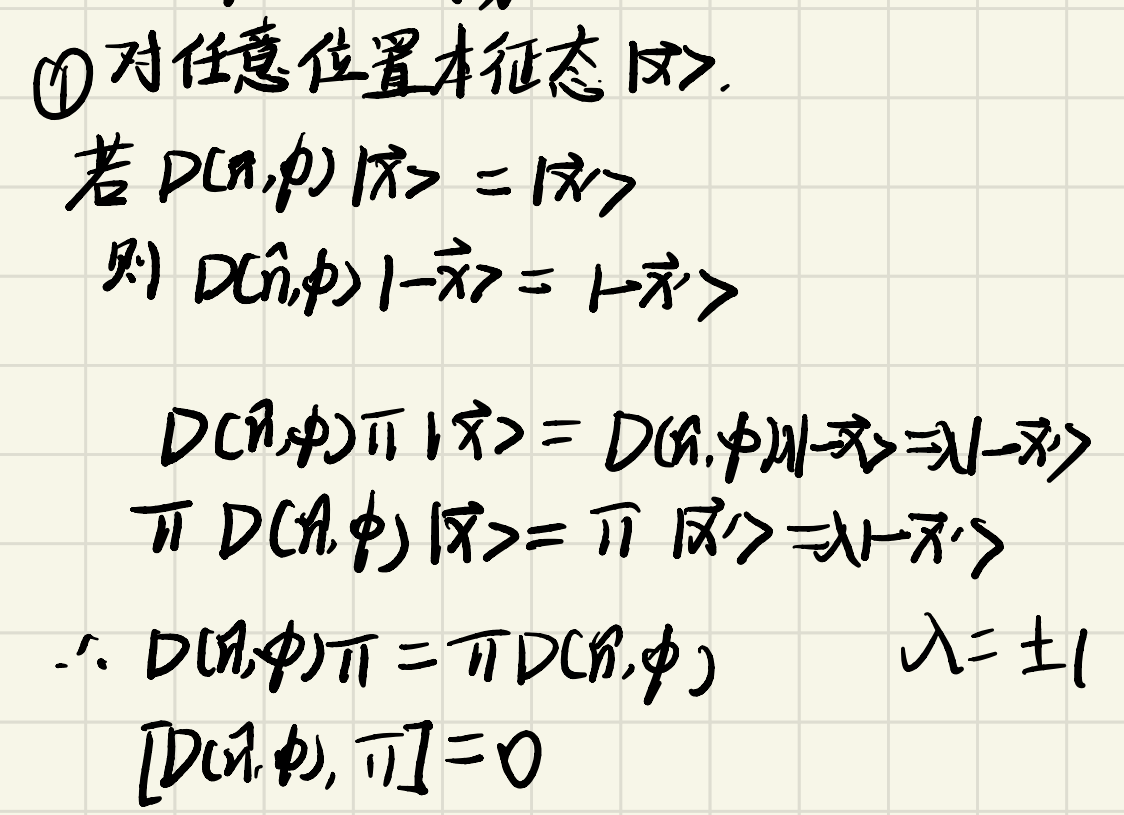 ① 对任意位置本征态 |x⃗>.
若 D(n̂,φ) |x⃗> = |x⃗'>
则 D(n̂,φ) |-x⃗> = |-x⃗'>
D(n̂,φ)π |x⃗> = D(n̂,φ)λ|-x⃗> = λ|-x⃗'>
π D(n̂,φ) |x⃗> = π |x⃗'> = λ|-x⃗'>
∴ D(n̂,φ)π = πD(n̂,φ) λ = ±1
[D(n̂,φ), π] = 0